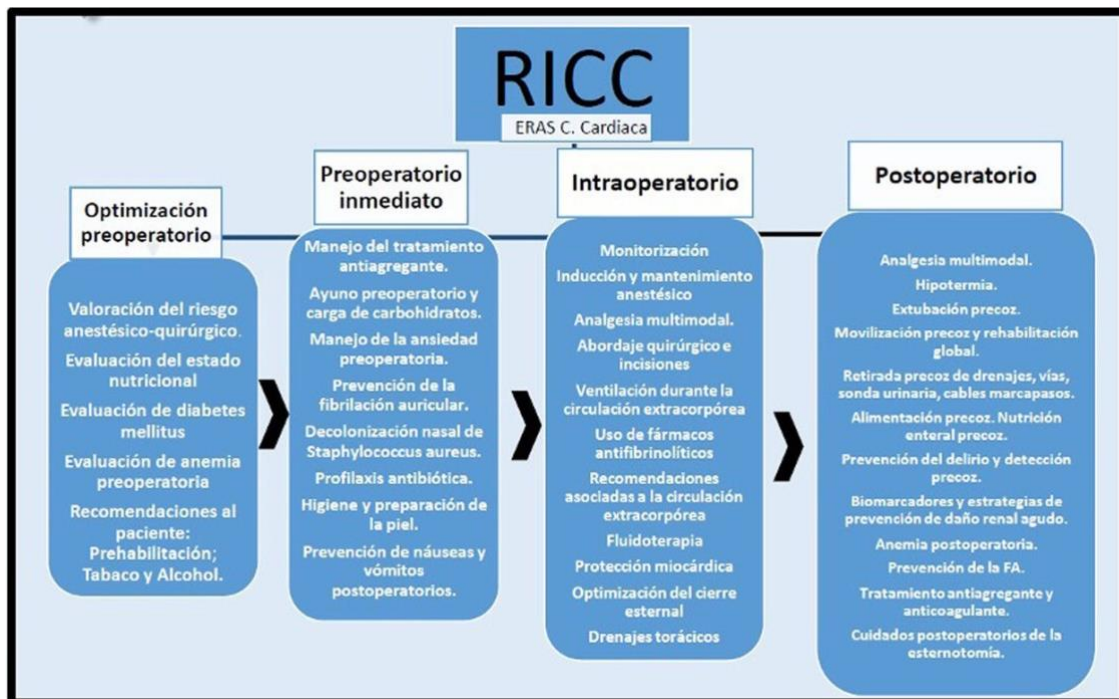 RICC
ERAS C. Cardiaca
Optimización
preoperatorio
Valoración del riesgo
anestésico-quirúrgico.
Evaluación del estado
nutricional
Evaluación de diabetes
mellitus
Evaluación de anemia
preoperatoria
Recomendaciones al
paciente:
Prehabilitación;
Tabaco y Alcohol.
Preoperatorio
inmediato
Manejo del tratamiento
antiagregante.
Ayuno preoperatorio y
carga de carbohidratos.
Manejo de la ansiedad
preoperatoria.
Prevención de la
fibrilación auricular.
Decolonización nasal de
Staphylococcus aureus.
Profilaxis antibiótica.
Higiene y preparación de
la piel.
Prevención de náuseas y
vómitos
postoperatorios.
Intraoperatorio
Monitorización
Inducción y mantenimiento
anestésico
Analgesia multimodal.
Abordaje quirúrgico e
incisiones
Ventilación durante la
circulación extracorpórea
Uso de fármacos
antifibrinolíticos
Recomendaciones
asociadas a la circulación
extracorpórea
Fluidoterapia
Protección miocárdica
Optimización del cierre
esternal
Drenajes torácicos
Postoperatorio
Analgesia multimodal.
Hipotermia.
Extubación precoz.
Movilización precoz y rehabilitación
global.
Retirada precoz de drenajes, vías,
sonda urinaria, cables marcapasos.
Alimentación precoz. Nutrición
enteral precoz.
Prevención del delirio y detección
precoz.
Biomarcadores y estrategias de
prevención de daño renal agudo.
Anemia postoperatoria.
Prevención de la FA.
Tratamiento antiagregante y
anticoagulante.
Cuidados postoperatorios de la
esternotomía.